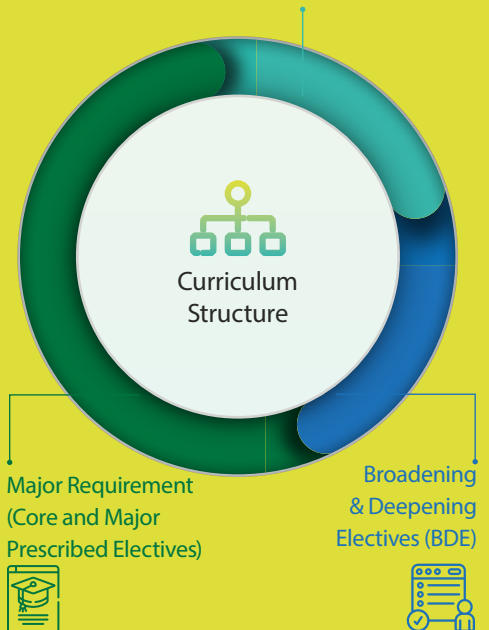 Curriculum
Structure
Major Requirement
(Core and Major
Prescribed Electives)
Broadening
& Deepening
Electives (BDE)